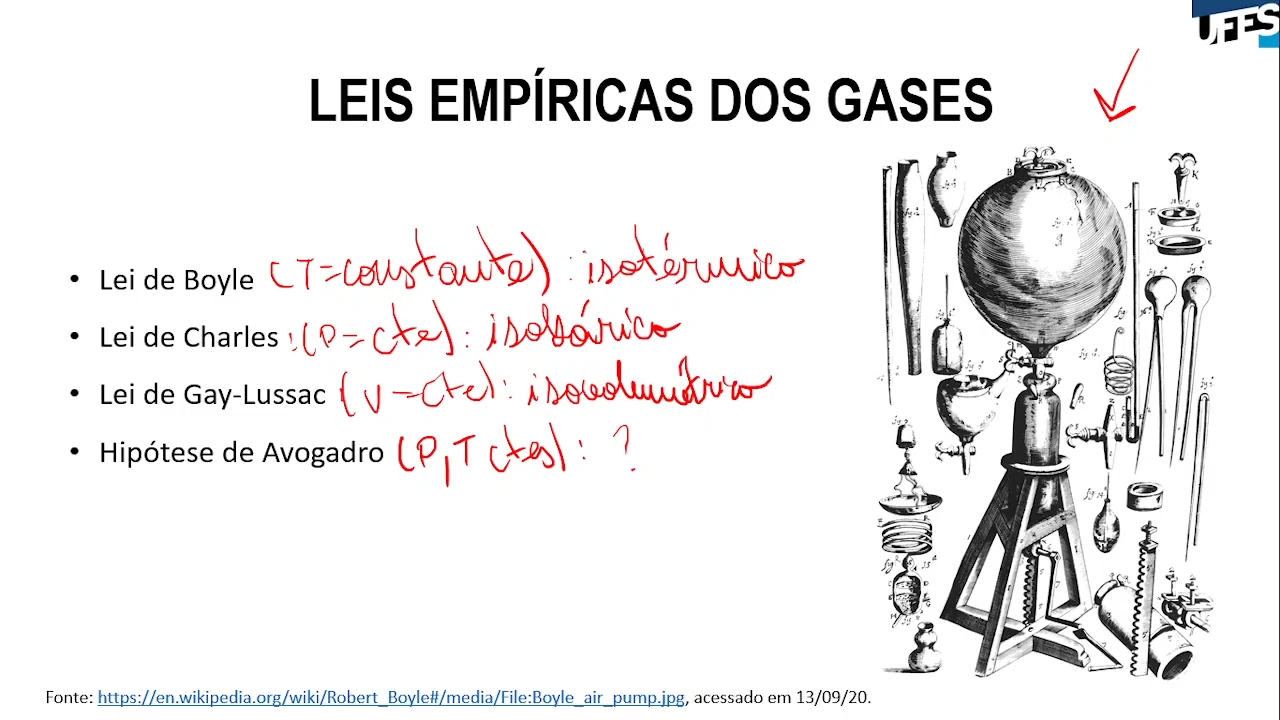 UFES
LEIS EMPÍRICAS DOS GASES
• Lei de Boyle (T=constante) : isotérmico
• Lei de Charles : (P=cte) : isobárico
• Lei de Gay-Lussac (V=cte) : isovolumétrico
• Hipótese de Avogadro (P,T ctes) : ?
Fonte: https://en.wikipedia.org/wiki/Robert_Boyle#/media/File:Boyle_air_pump.jpg, acessado em 13/09/20.